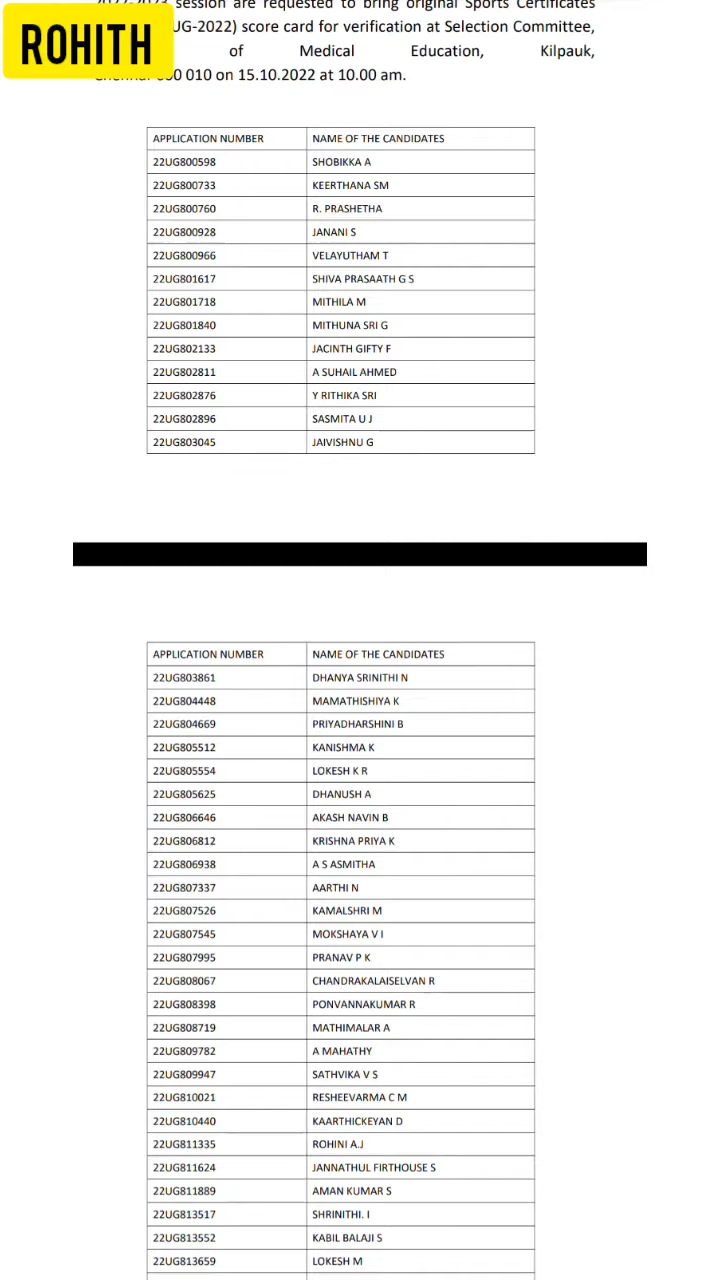 ROHITH
2022-2023 session are requested to bring original Sports Certificates
UG-2022) score card for verification at Selection Committee,
of Medical Education, Kilpauk,
010 on 15.10.2022 at 10.00 am.
APPLICATION NUMBER NAME OF THE CANDIDATES
22UG800598 SHOBIKKA A
22UG800733 KEERTHANA SM
22UG800760 R. PRASHETHA
22UG800928 JANANI S
22UG800966 VELAYUTHAM T
22UG801617 SHIVA PRASAATH G S
22UG801718 MITHILA M
22UG801840 MITHUNA SRI G
22UG802133 JACINTH GIFTY F
22UG802811 A SUHAIL AHMED
22UG802876 Y RITHIKA SRI
22UG802896 SASMITA U J
22UG803045 JAIVISHNU G
APPLICATION NUMBER NAME OF THE CANDIDATES
22UG803861 DHANYA SRINITHI N
22UG804448 MAMATHISHIYA K
22UG804669 PRIYADHARSHINI B
22UG805512 KANISHMA K
22UG805554 LOKESH K R
22UG805625 DHANUSH A
22UG806646 AKASH NAVIN B
22UG806812 KRISHNA PRIYA K
22UG806938 A S ASMITHA
22UG807337 AARTHI N
22UG807526 KAMALSHRI M
22UG807545 MOKSHAYA V I
22UG807995 PRANAV P K
22UG808067 CHANDRAKALAISELVAN R
22UG808398 PONVANNAKUMAR R
22UG808719 MATHIMALAR A
22UG809782 A MAHATHY
22UG809947 SATHVIKA V S
22UG810021 RESHEEVARMA C M
22UG810440 KAARTHICKEYAN D
22UG811335 ROHINI A.J
22UG811624 JANNATHUL FIRTHOUSE S
22UG811889 AMAN KUMAR S
22UG813517 SHRINITHI. I
22UG813552 KABIL BALAJI S
22UG813659 LOKESH M